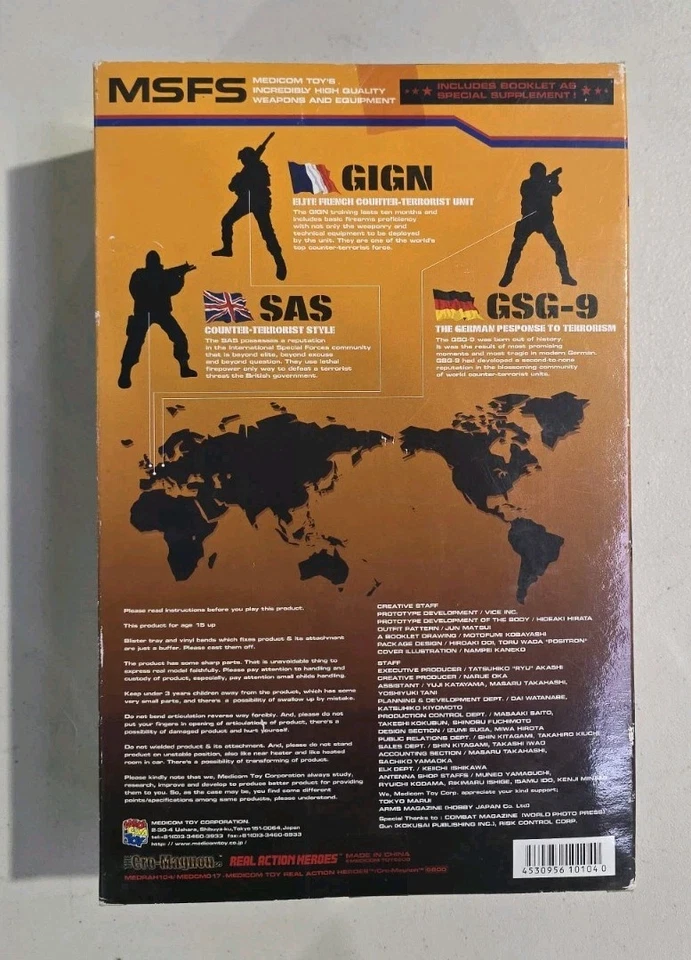 MSFS
MEDICOM TOY'S
INCREDIBLY HIGH QUALITY
WEAPONS AND EQUIPMENT
★★★ INCLUDES BOOKLET AS
SPECIAL SUPPLEMENT! ★★★
GIGN
ELITE FRENCH COUNTER-TERRORIST UNIT
The GIGN training lasts ten months and
includes basic firearms proficiency
with not only the weaponry and
technical equipment to be deployed
by the unit. They are one of the world's
top counter-terrorist force.
SAS
COUNTER-TERRORIST STYLE
The SAS possesses a reputation
in the International Special Forces community
that is beyond elite, beyond excuse
and beyond question. They use lethal
firepower only way to defeat a terrorist
threat the British government.
GSG-9
THE GERMAN PESPONSE TO TERRORISM
The GSG-9 was born out of history.
It was the result of most promising
moments and most tragic in modern German.
GSG-9 had developed a second-to-none
reputation in the blossoming community
of world counter-terrorist units.
Please read instructions before you play this product.
This product for age 15 up
Blister tray and vinyl bands which fixes product & its attachment
are just a buffer. Please cast them off.
The product has some sharp parts. That is unavoidable thing to
express real model faithfully. Please pay attention to handling and
custody of product, especially, pay attention small childs handling.
Keep under 3 years children away from the product, which has some
very small parts, and there's a possibility of swallow up by mistake.
Do not bend articulation reverse way forcibly. And, please do not
put your fingers in opening of articulation of product, there's a
possibility of damaged product and hurt yourself.
Do not wielded product & its attachment. And, please do not stand
product on unstable position, also like near heater and like heated
room in car. There's a possibility of transforming of product.
Please kindly note that we, Medicom Toy Corporation always study,
research, improve and develop to produce better product for providing
them to you. So, as the case may be, you find some different
points/specifications among same products, please understand.
MEDICOM TOY CORPORATION.
2-30-4 Uehara, Shibuya-ku, Tokyo 151-0064, Japan
http://www.medicomtoy.co.jp/
CREATIVE STAFF
PROTOTYPE DEVELOPMENT / VICE INC.
PROTOTYPE DEVELOPMENT OF THE BODY / HIDEAKI HIRATA
OUTFIT PATTERN / JUN MATSUI
A BOOKLET DRAWING / MOTOFUMI KOBAYASHI
PACKAGE DESIGN / HIROAKI DOI, TORU WADA "POSITRON"
COVER ILLUSTRATION / NAMPEI KANEKO
STAFF
EXECUTIVE PRODUCER / TATSUHIKO "RYU" AKASHI
CREATIVE PRODUCER / NARUE OKA
ASSISTANT / YUJI KATAYAMA, MASARU TAKAHASHI,
YOSHIYUKI TANI
PLANNING & DEVELOPMENT DEPT. / DAI WATANABE,
KATSUHIKO KIYOMOTO
PRODUCTION CONTROL DEPT. / MASAAKI SAITO,
TAKESHI KOKUBUN, SHINOBU FUCHIMOTO
DESIGN SECTION / IZUMI SUGA, MIWA HIROTA
PUBLIC RELATIONS DEPT. / SHIN KITAGAMI, TAKAHIRO KIUCHI
SALES DEPT. / SHIN KITAGAMI, TAKASHI IWAO
ACCOUNTING SECTION / MASARU TAKAHASHI,
SACHIKO YAMAOKA
ELK DEPT. / KEIICHI ISHIKAWA
ANTENNA SHOP STAFFS / MUNEO YAMAGUCHI,
RYUICHI KODAMA, RIKIMARU ISHIGE, ISAMU IDO, KENJI
We, Medicom Toy Corp. appreciate your kind support;
TOKYO MARUI
ARMS MAGAZINE (HOBBY JAPAN Co. Ltd)
Special Thanks to : COMBAT MAGAZINE (WORLD PHOTO PRESS)
Gun (KOKUSAI PUBLISHING INC.), RISK CONTROL CORP.
Cro-Magnon REAL ACTION HEROES MADE IN CHINA
MEDICOM TOY REAL ACTION HEROES
4530956 10104 0